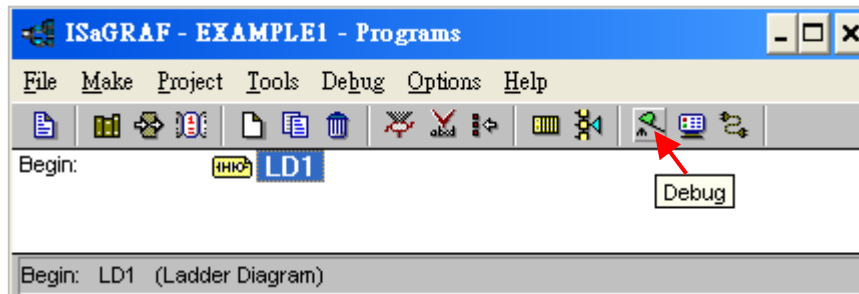 ISaGRAF - EXAMPLE1 - Programs
File Make Project Tools Debug Options Help
Begin: LD1
Debug
Begin: LD1 (Ladder Diagram)